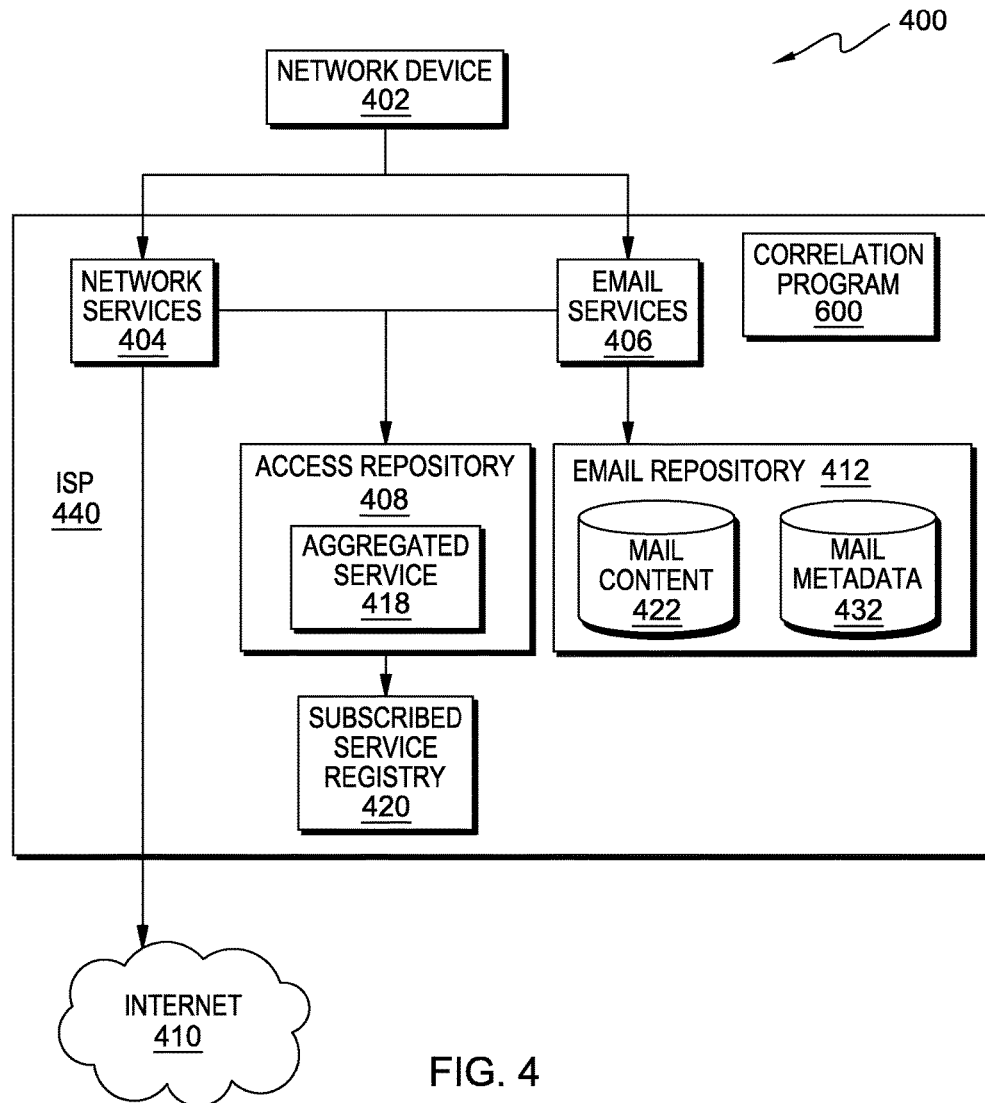 400
NETWORK DEVICE
402
NETWORK
SERVICES
404
EMAIL
SERVICES
406
CORRELATION
PROGRAM
600
ISP
440
ACCESS REPOSITORY
408
AGGREGATED
SERVICE
418
EMAIL REPOSITORY 412
MAIL
CONTENT
422
MAIL
METADATA
432
SUBSCRIBED
SERVICE
REGISTRY
420
INTERNET
410
FIG. 4